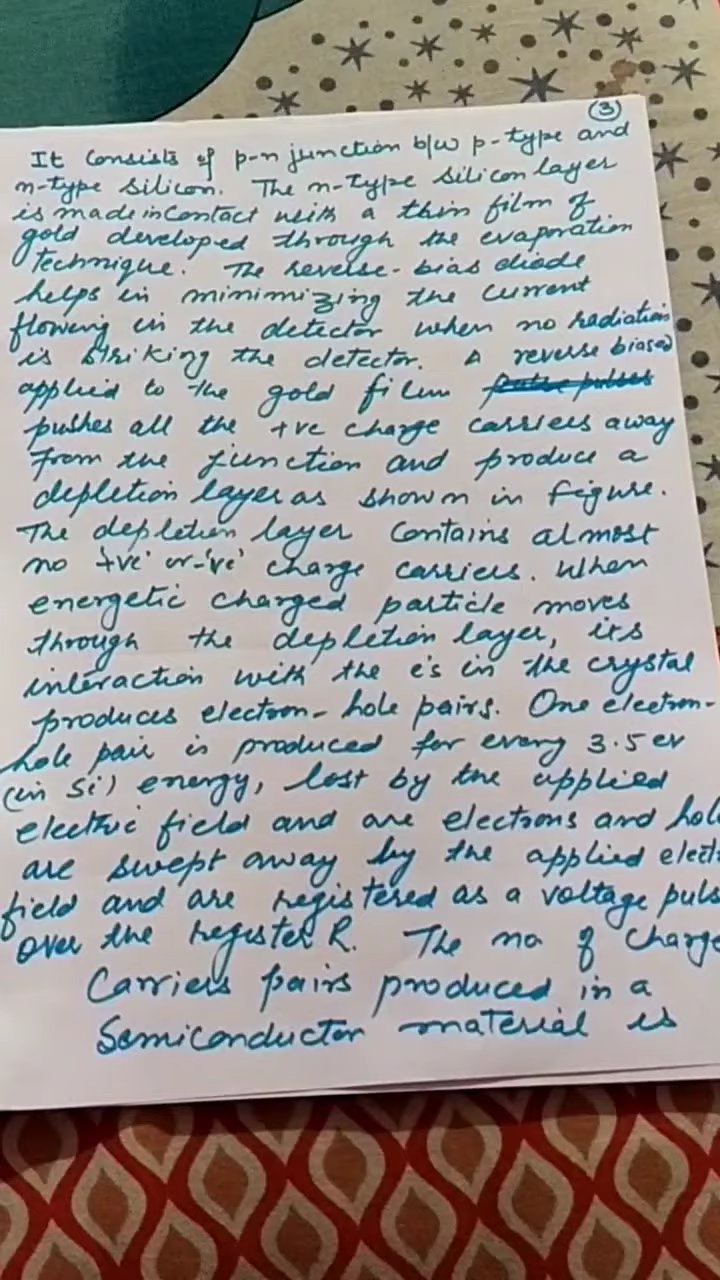 (3)
It consists of p-n junction b/w p-type and
n-type silicon. The n-type silicon layer
is made in contact with a thin film of
gold developed through the evaporation
technique. The reverse-bias diode
helps in minimizing the current
flowing in the detector when no radiation
is striking the detector. A reverse biased
applied to the gold film
pushes all the +ve charge carriers away
from the junction and produce a
depletion layer as shown in figure.
The depletion layer contains almost
no '+ve' or '-ve' charge carriers. When
energetic charged particle moves
through the depletion layer, its
interaction with the e's in the crystal
produces electron-hole pairs. One electron-
hole pair is produced for every 3.5 ev
(in Si) energy, lost by the applied
electric field and are electrons and hole
are swept away by the applied elect
field and are registered as a voltage puls
over the register R. The no of charge
carriers pairs produced in a
semiconductor material is